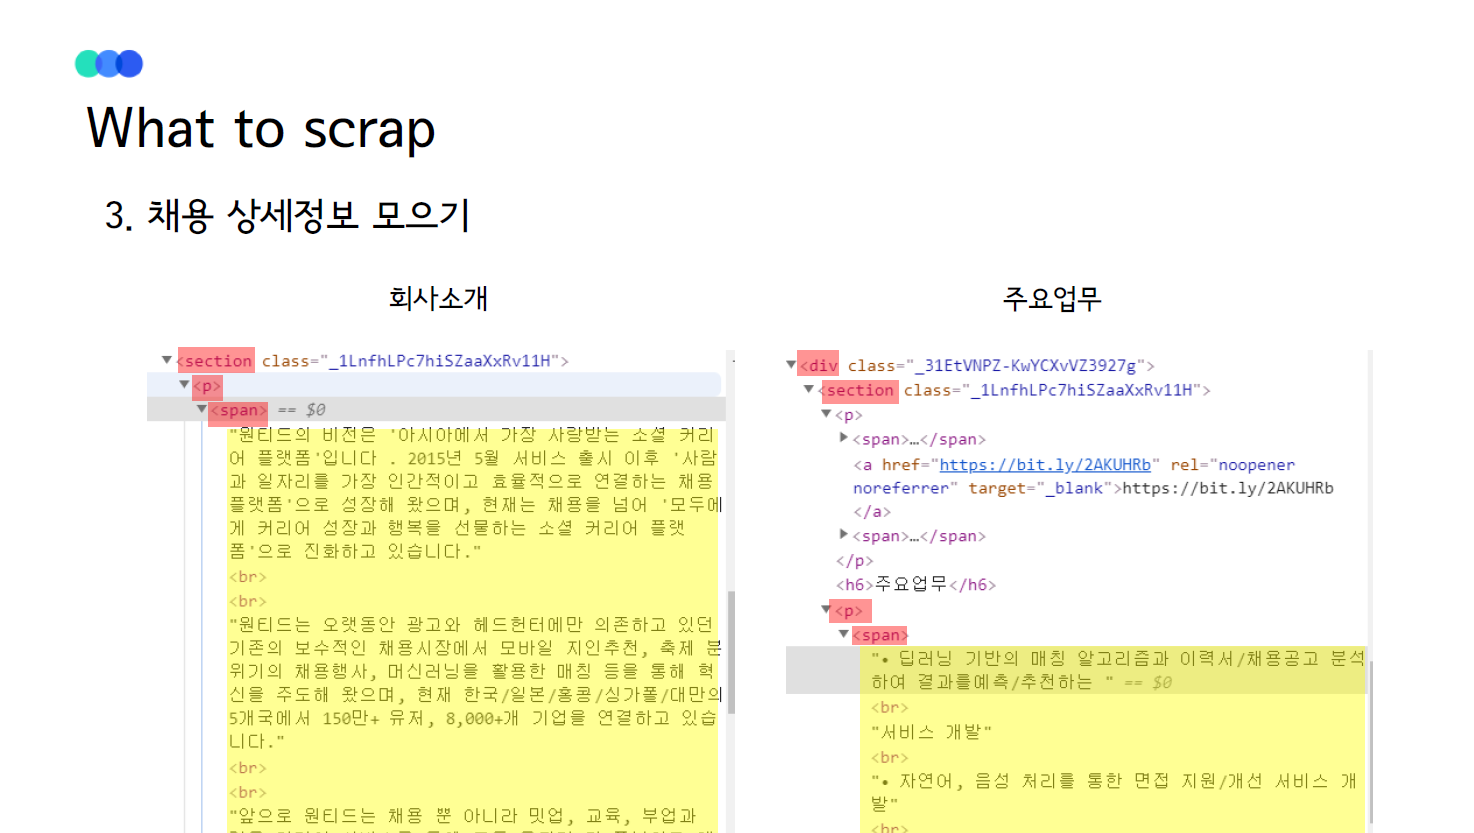 What to scrap
3. 채용 상세정보 모으기
회사소개
<section class="_1LnfhLPc7hiSZaaXxRv11H">
<p>
<span> == $0
"원티드의 비전은 '아시아에서 가장 사랑받는 소셜 커리
어 플랫폼'입니다 . 2015년 5월 서비스 출시 이후 '사람
과 일자리를 가장 인간적이고 효율적으로 연결하는 채용
플랫폼'으로 성장해 왔으며, 현재는 채용을 넘어 '모두에
게 커리어 성장과 행복을 선물하는 소셜 커리어 플랫
폼'으로 진화하고 있습니다."
<br>
<br>
"원티드는 오랫동안 광고와 헤드헌터에만 의존하고 있던
기존의 보수적인 채용시장에서 모바일 지인추천, 축제 분
위기의 채용행사, 머신러닝을 활용한 매칭 등을 통해 혁
신을 주도해 왔으며, 현재 한국/일본/홍콩/싱가폴/대만의
5개국에서 150만+ 유저, 8,000+개 기업을 연결하고 있습
니다."
<br>
<br>
"앞으로 원티드는 채용 뿐 아니라 밋업, 교육, 부업과
주요업무
<div class="_31EtVNPZ-KwYCXvVZ3927g">
<section class="_1LnfhLPc7hiSZaaXxRv11H">
<p>
<span>…</span>
<a href="https://bit.ly/2AKUHRb" rel="noopener
noreferrer" target="_blank">https://bit.ly/2AKUHRb
</a>
<span>…</span>
</p>
<h6>주요업무</h6>
<p>
<span>
"• 딥러닝 기반의 매칭 알고리즘과 이력서/채용공고 분석
하여 결과를예측/추천하는 " == $0
<br>
"서비스 개발"
<br>
"• 자연어, 음성 처리를 통한 면접 지원/개선 서비스 개
발"
<br>